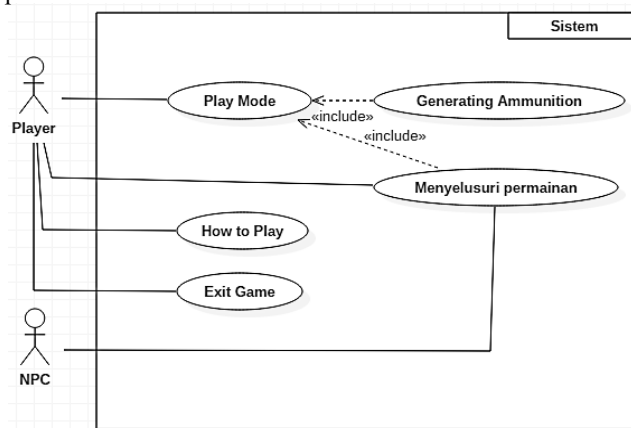 Sistem
Play Mode
Generating Ammunition
«include»
«include»
Player
Menyelusuri permainan
How to Play
Exit Game
NPC